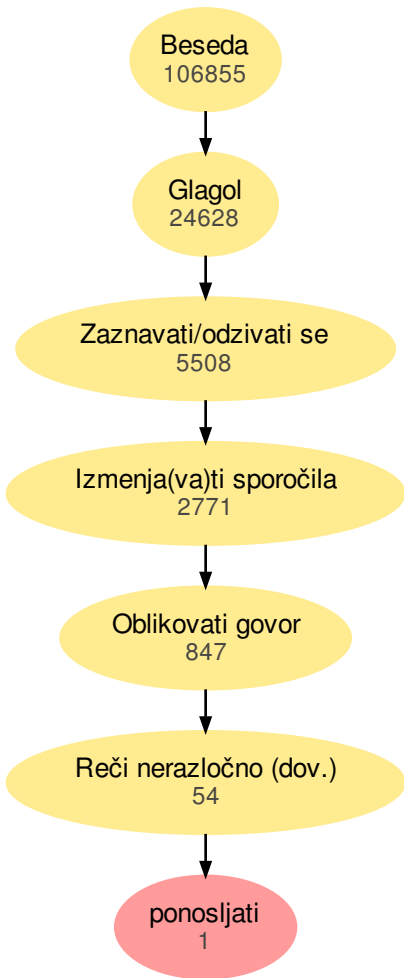 Beseda
106855
Glagol
24628
Zaznavati/odzivati se
5508
Izmenja(va)ti sporočila
2771
Oblikovati govor
847
Reči nerazločno (dov.)
54
ponosljati
1